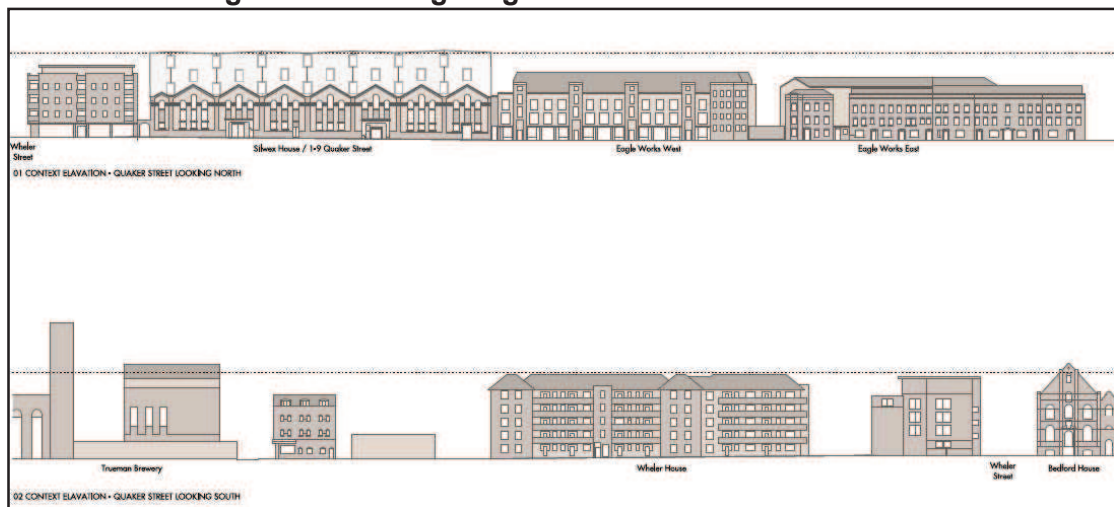 Wheler
Street
Silwex House / 1-9 Quaker Street
Eagle Works West
Eagle Works East
01 CONTEXT ELAVATION • QUAKER STREET LOOKING NORTH
Trueman Brewery
Wheler House
Wheler
Street
Bedford House
02 CONTEXT ELAVATION • QUAKER STREET LOOKING SOUTH